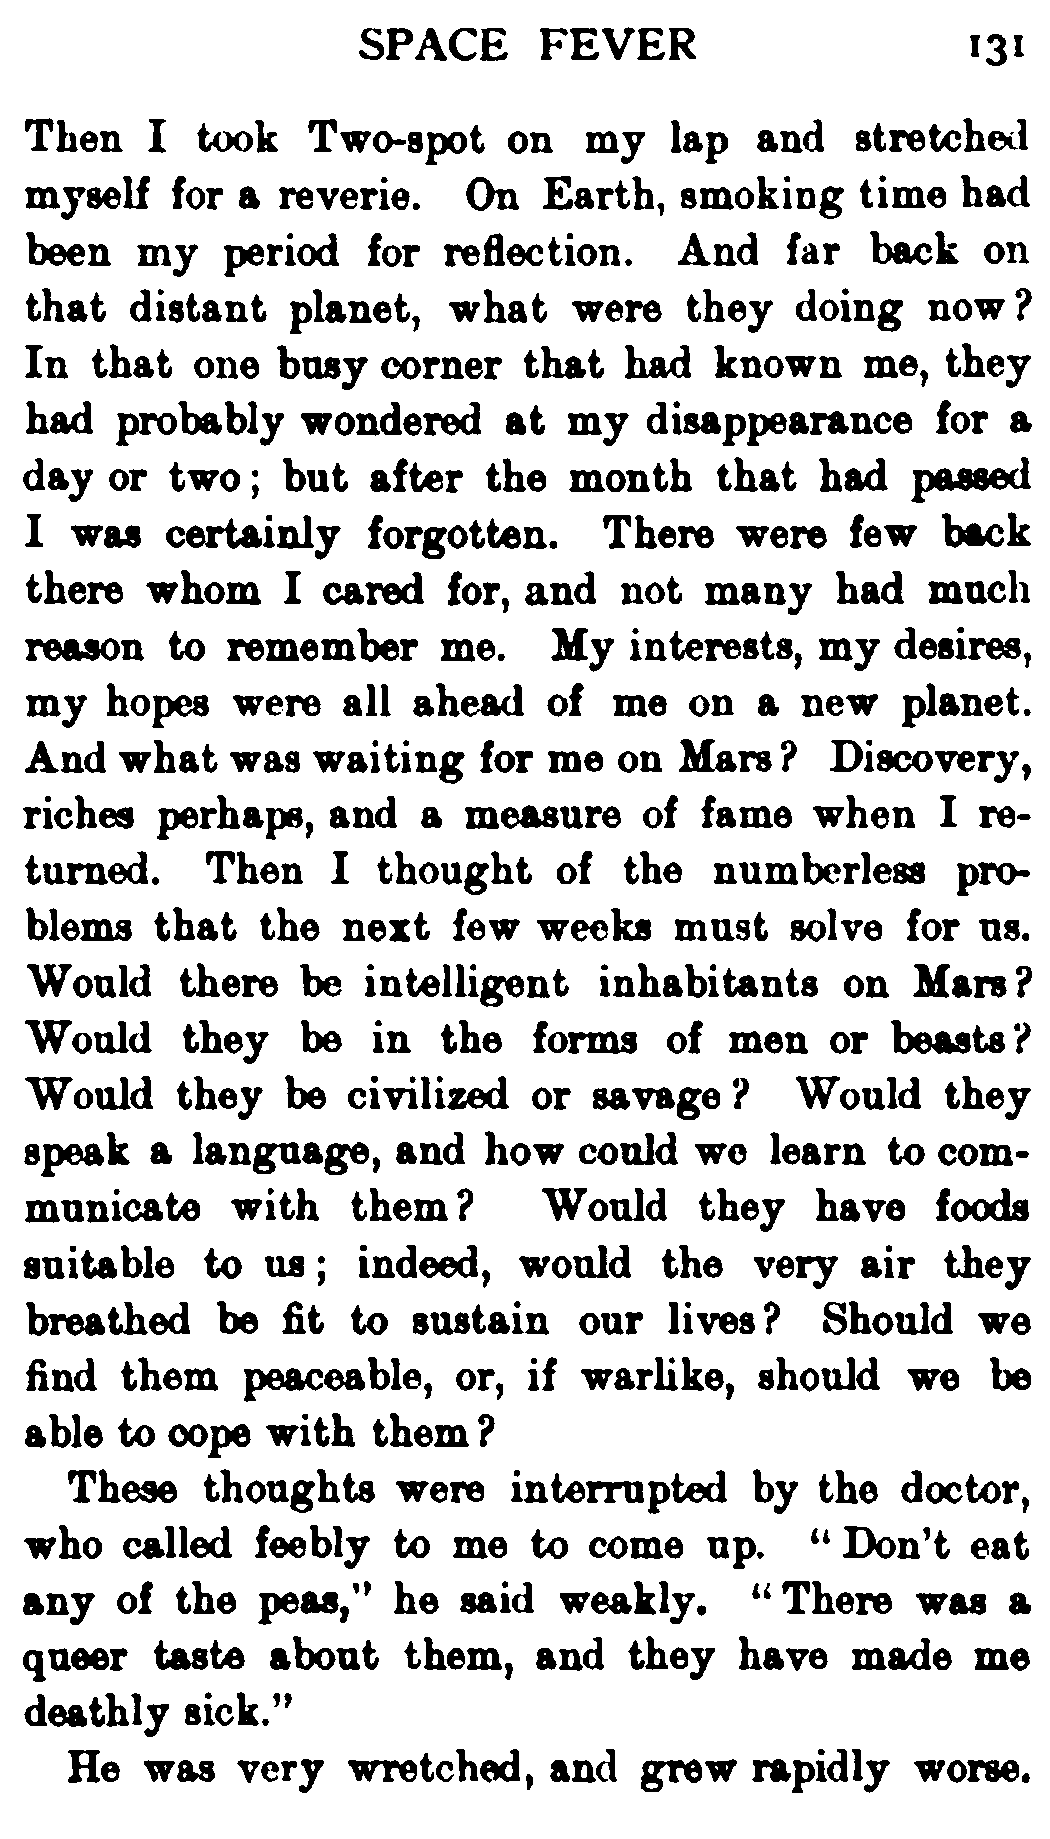 SPACE FEVER 131
Then I took Two-spot on my lap and stretched
myself for a reverie. On Earth, smoking time had
been my period for reflection. And far back on
that distant planet, what were they doing now?
In that one busy corner that had known me, they
had probably wondered at my disappearance for a
day or two; but after the month that had passed
I was certainly forgotten. There were few back
there whom I cared for, and not many had much
reason to remember me. My interests, my desires,
my hopes were all ahead of me on a new planet.
And what was waiting for me on Mars? Discovery,
riches perhaps, and a measure of fame when I re-
turned. Then I thought of the numberless pro-
blems that the next few weeks must solve for us.
Would there be intelligent inhabitants on Mars?
Would they be in the forms of men or beasts?
Would they be civilized or savage? Would they
speak a language, and how could we learn to com-
municate with them? Would they have foods
suitable to us; indeed, would the very air they
breathed be fit to sustain our lives? Should we
find them peaceable, or, if warlike, should we be
able to cope with them?
These thoughts were interrupted by the doctor,
who called feebly to me to come up. "Don't eat
any of the peas," he said weakly. "There was a
queer taste about them, and they have made me
deathly sick."
He was very wretched, and grew rapidly worse.